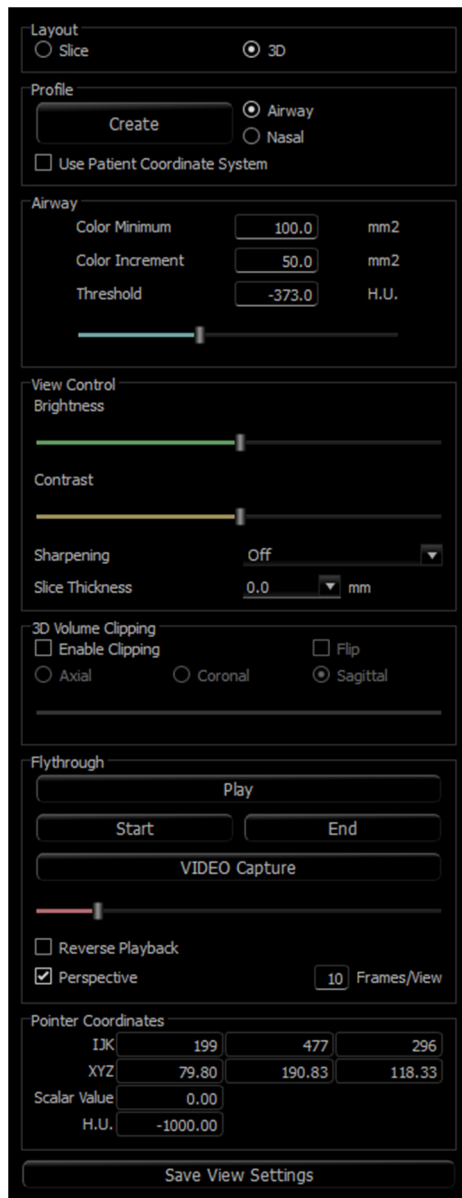 Layout
Slice 3D
Profile
Create Airway
Nasal
Use Patient Coordinate System
Airway
Color Minimum 100.0 mm2
Color Increment 50.0 mm2
Threshold -373.0 H.U.
View Control
Brightness
Contrast
Sharpening Off
Slice Thickness 0.0 mm
3D Volume Clipping
Enable Clipping Flip
Axial Coronal Sagittal
Flythrough
Play
Start End
VIDEO Capture
Reverse Playback
Perspective 10 Frames/View
Pointer Coordinates
IJK 199 477 296
XYZ 79.80 190.83 118.33
Scalar Value 0.00
H.U. -1000.00
Save View Settings